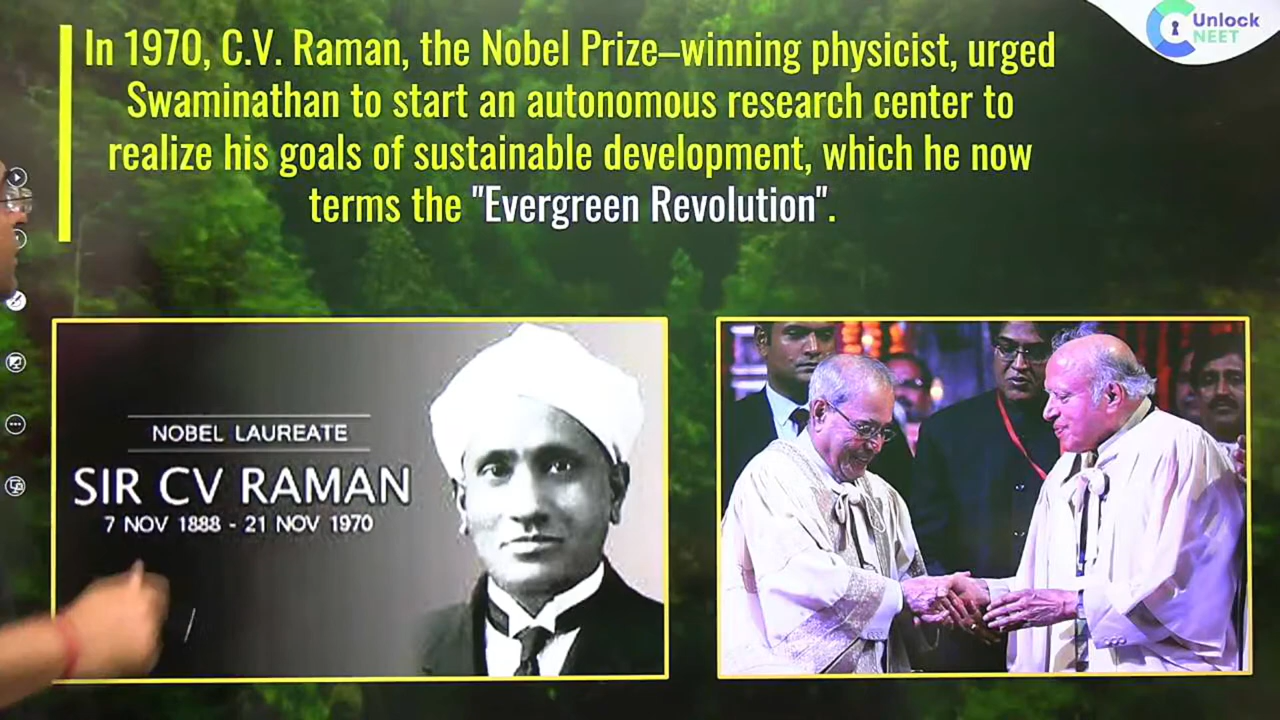 In 1970, C.V. Raman, the Nobel Prize–winning physicist, urged
Swaminathan to start an autonomous research center to
realize his goals of sustainable development, which he now
terms the "Evergreen Revolution".
Unlock
NEET
NOBEL LAUREATE
SIR CV RAMAN
7 NOV 1888 - 21 NOV 1970